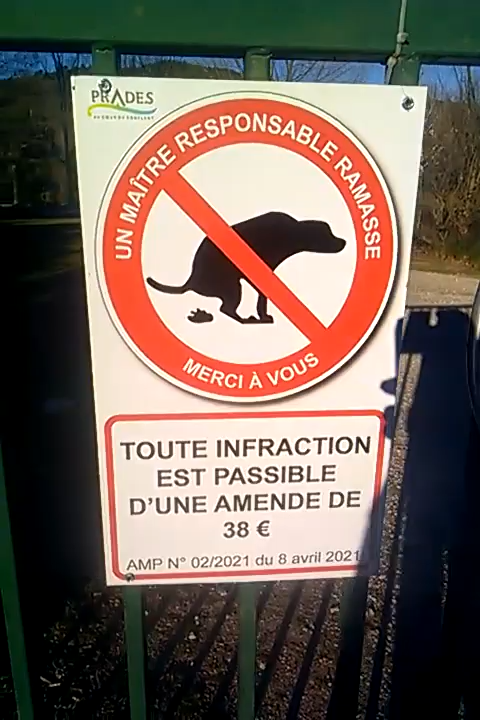 PRADES
UN MAÎTRE RESPONSABLE RAMASSE
MERCI À VOUS
TOUTE INFRACTION
EST PASSIBLE
D'UNE AMENDE DE
38 €
AMP N° 02/2021 du 8 avril 2021